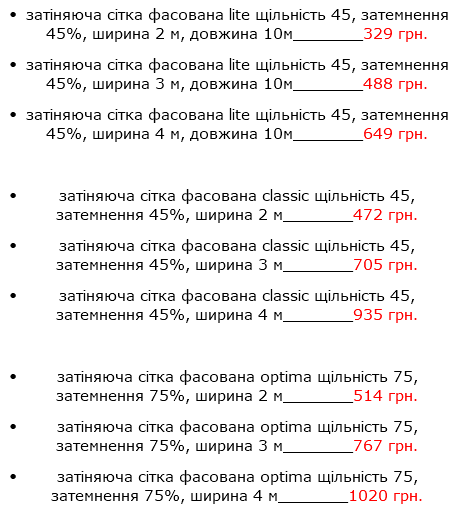 • затіняюча сітка фасована lite щільність 45, затемнення
45%, ширина 2 м, довжина 10м________329 грн.
• затіняюча сітка фасована lite щільність 45, затемнення
45%, ширина 3 м, довжина 10м________488 грн.
• затіняюча сітка фасована lite щільність 45, затемнення
45%, ширина 4 м, довжина 10м________649 грн.
• затіняюча сітка фасована classic щільність 45,
затемнення 45%, ширина 2 м________472 грн.
• затіняюча сітка фасована classic щільність 45,
затемнення 45%, ширина 3 м________705 грн.
• затіняюча сітка фасована classic щільність 45,
затемнення 45%, ширина 4 м________935 грн.
• затіняюча сітка фасована optima щільність 75,
затемнення 75%, ширина 2 м________514 грн.
• затіняюча сітка фасована optima щільність 75,
затемнення 75%, ширина 3 м________767 грн.
• затіняюча сітка фасована optima щільність 75,
затемнення 75%, ширина 4 м________1020 грн.